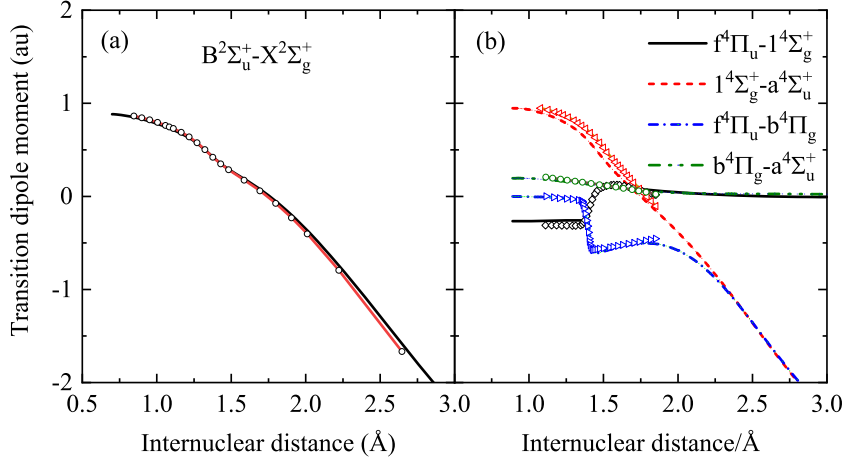 (a)
B²Σᵤ⁺-X²Σg⁺
(b)
f⁴Πᵤ-1⁴Σg⁺
1⁴Σg⁺-a⁴Σᵤ⁺
f⁴Πᵤ-b⁴Πg
b⁴Πg-a⁴Σᵤ⁺
Transition dipole moment (au)
2
1
0
-1
-2
0.5 1.0 1.5 2.0 2.5 3.0 1.5 2.0 2.5 3.0
Internuclear distance (Å)
Internuclear distance/Å